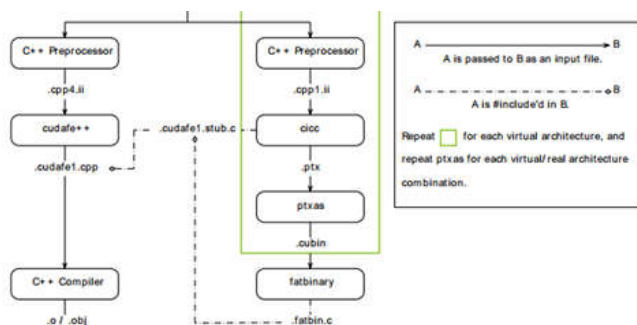 C++ Preprocessor
C++ Preprocessor
.cpp4.ii
.cpp1.ii
cudafe++
.cudafe1.stub.c
cicc
.cudafe1.cpp
.ptx
ptxas
.cubin
C++ Compiler
fatbinary
.o / .obj
.fatbin.c
A
B
A is passed to B as an input file.
A
B
A is #include'd in B.
Repeat for each virtual architecture, and
repeat ptxas for each virtual/real architecture
combination.